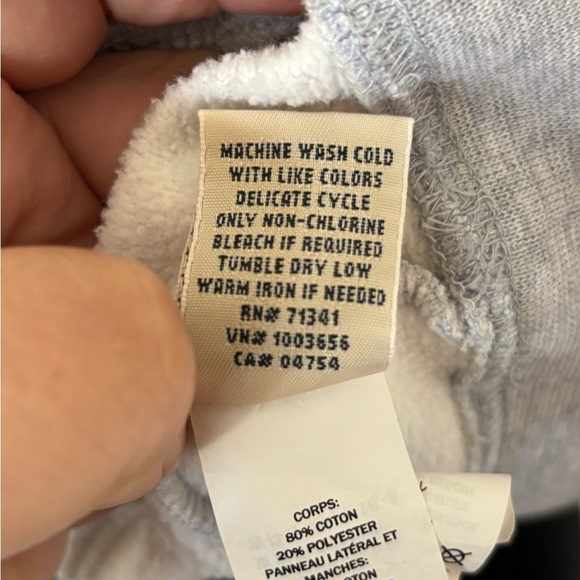 MACHINE WASH COLD
WITH LIKE COLORS
DELICATE CYCLE
ONLY NON-CHLORINE
BLEACH IF REQUIRED
TUMBLE DRY LOW
WARM IRON IF NEEDED
RN# 71341
VN# 1003656
CA# 04754
CORPS:
80% COTON
20% POLYESTER
PANNEAU LATÉRAL ET
MANCHES:
COTON